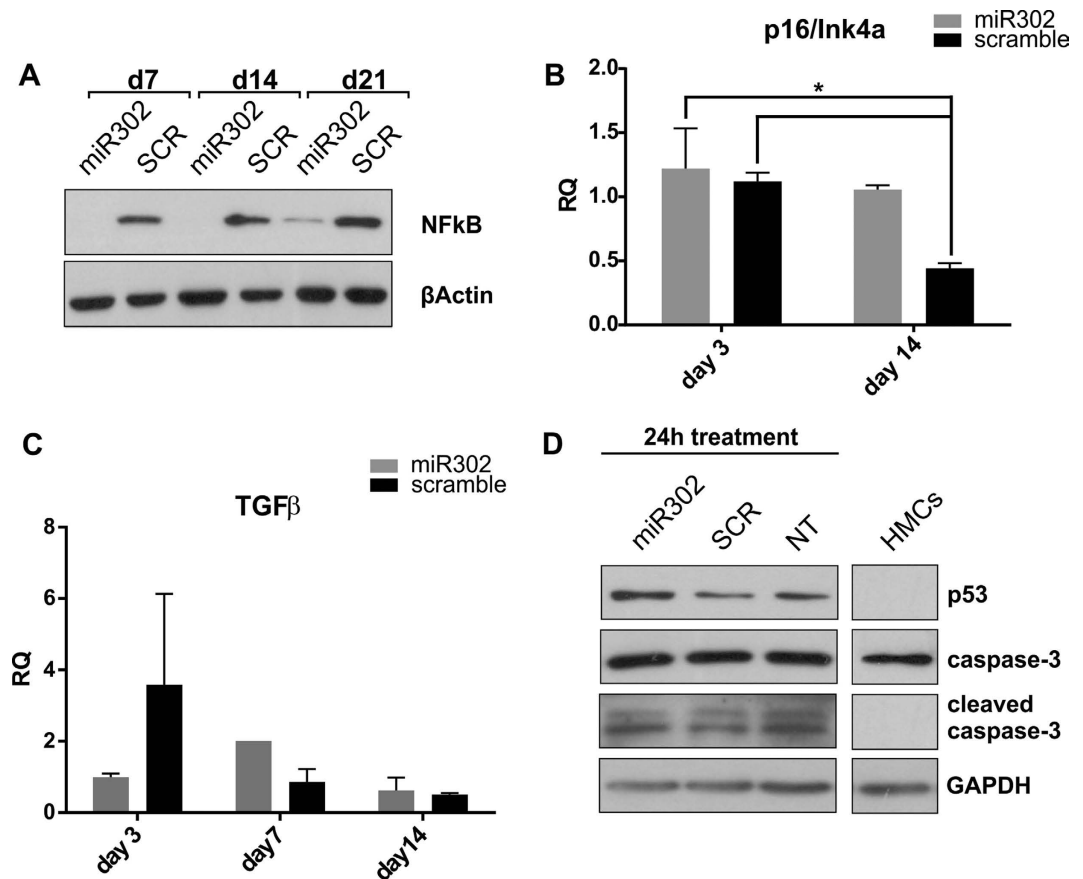 A
d7 d14 d21
miR302 SCR miR302 SCR miR302 SCR
NFkB
βActin
p16/Ink4a
miR302
scramble
B
*
2.0
1.5
1.0
0.5
0.0
RQ
day 3 day 14
C
miR302
scramble
TGFβ
8
6
4
2
0
RQ
day 3 day7 day14
D
24h treatment
miR302 SCR NT HMCs
p53
caspase-3
cleaved
caspase-3
GAPDH